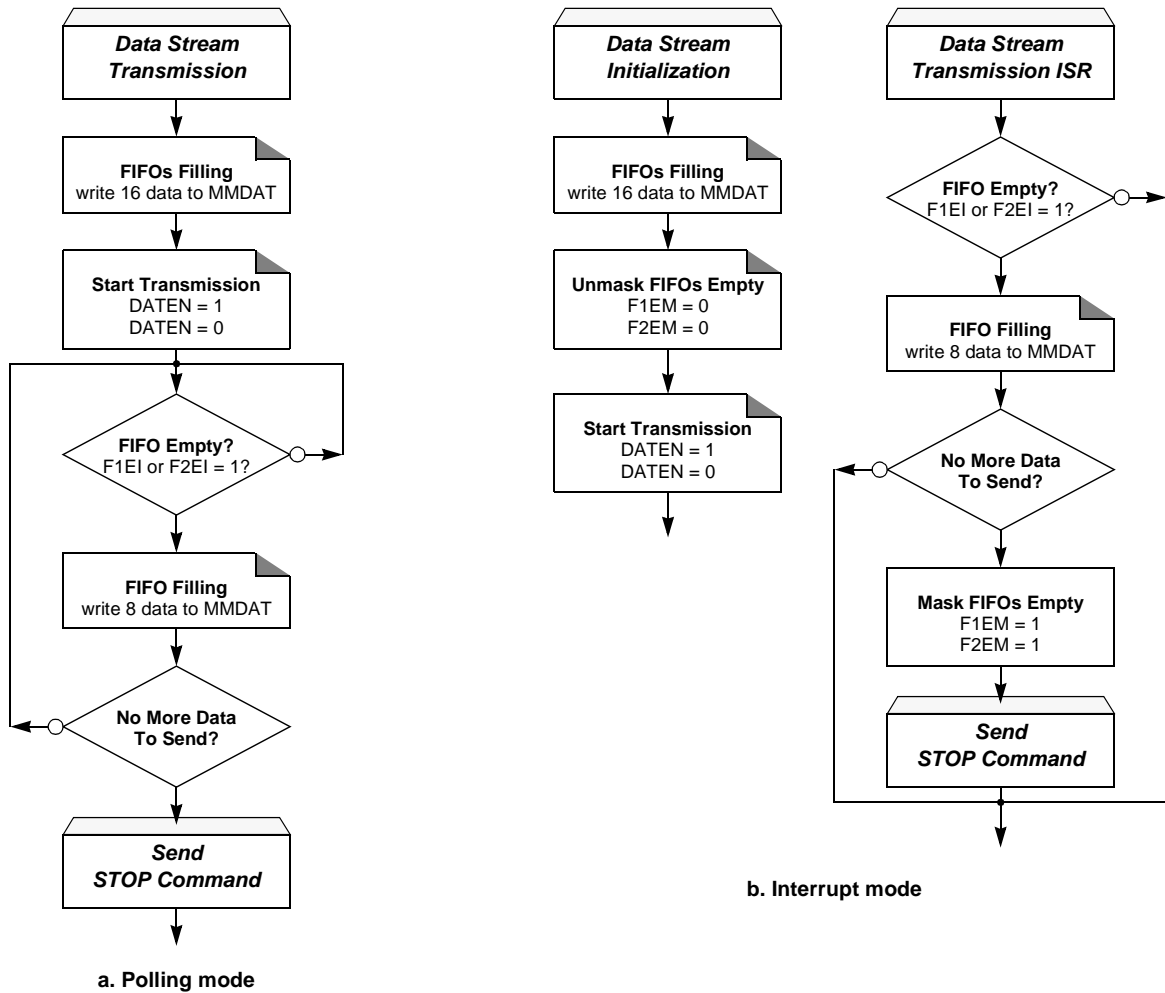 Data Stream
Transmission
FIFOs Filling
write 16 data to MMDAT
Start Transmission
DATEN = 1
DATEN = 0
FIFO Empty?
F1EI or F2EI = 1?
FIFO Filling
write 8 data to MMDAT
No More Data
To Send?
Send
STOP Command
a. Polling mode
Data Stream
Initialization
FIFOs Filling
write 16 data to MMDAT
Unmask FIFOs Empty
F1EM = 0
F2EM = 0
Start Transmission
DATEN = 1
DATEN = 0
Data Stream
Transmission ISR
FIFO Empty?
F1EI or F2EI = 1?
FIFO Filling
write 8 data to MMDAT
No More Data
To Send?
Mask FIFOs Empty
F1EM = 1
F2EM = 1
Send
STOP Command
b. Interrupt mode